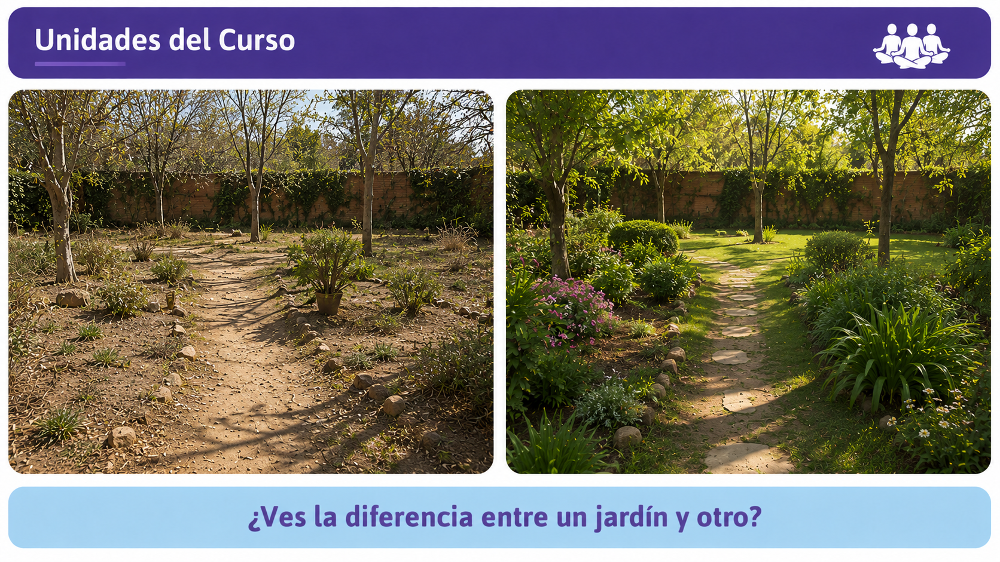 Unidades del Curso
¿Ves la diferencia entre un jardín y otro?